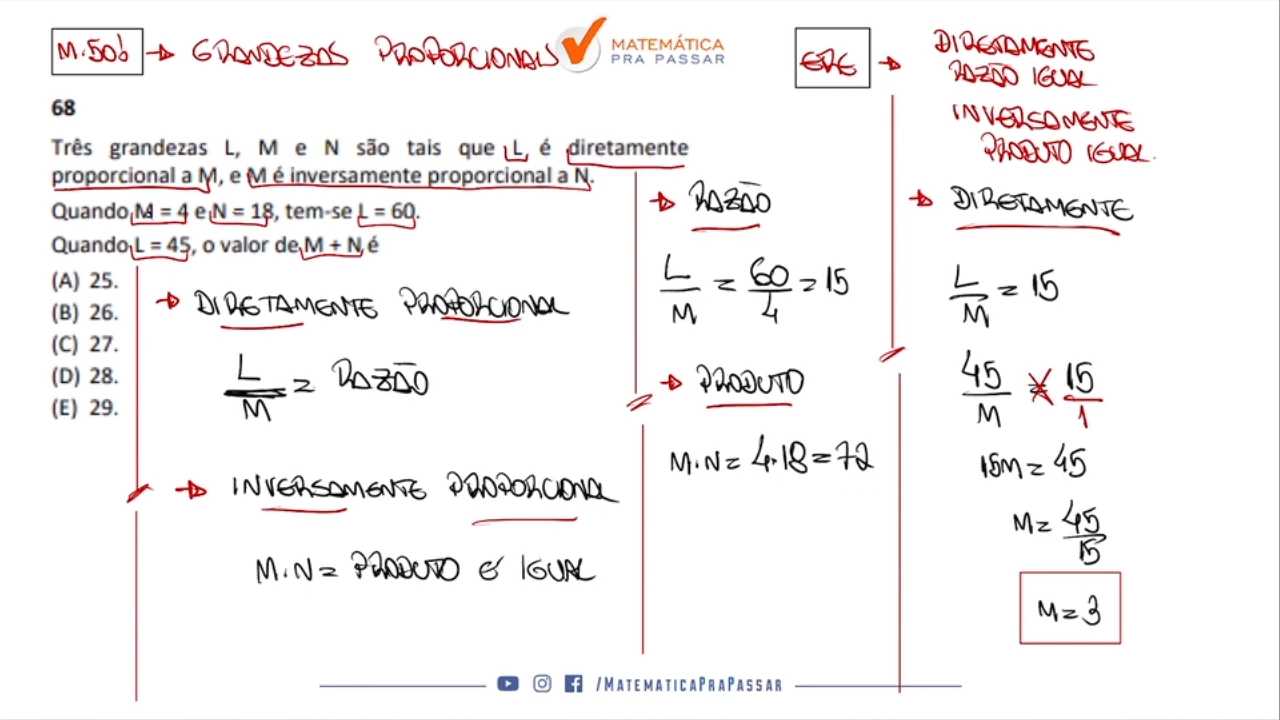 M.50% → GRANDEZAS PROPORCIONAIS
MATEMÁTICA
PRA PASSAR
68
Três grandezas L, M e N são tais que L é diretamente
proporcional a M, e M é inversamente proporcional a N.
Quando M = 4 e N = 18, tem-se L = 60.
Quando L = 45, o valor de M + N é
(A) 25.
(B) 26.
(C) 27.
(D) 28.
(E) 29.
→ DIRETAMENTE PROPORCIONAL
L/M = RAZÃO
→ INVERSAMENTE PROPORCIONAL
M.N = PRODUTO É IGUAL
→ RAZÃO
L/M = 60/4 = 15
→ PRODUTO
M.N = 4.18 = 72
→ DIRETAMENTE
RAZÃO IGUAL
INVERSAMENTE
PRODUTO IGUAL.
→ DIRETAMENTE
L/M = 15
45/M = 15/1
15M = 45
M = 45/15
M = 3
/MATEMATICAPRAPASSAR